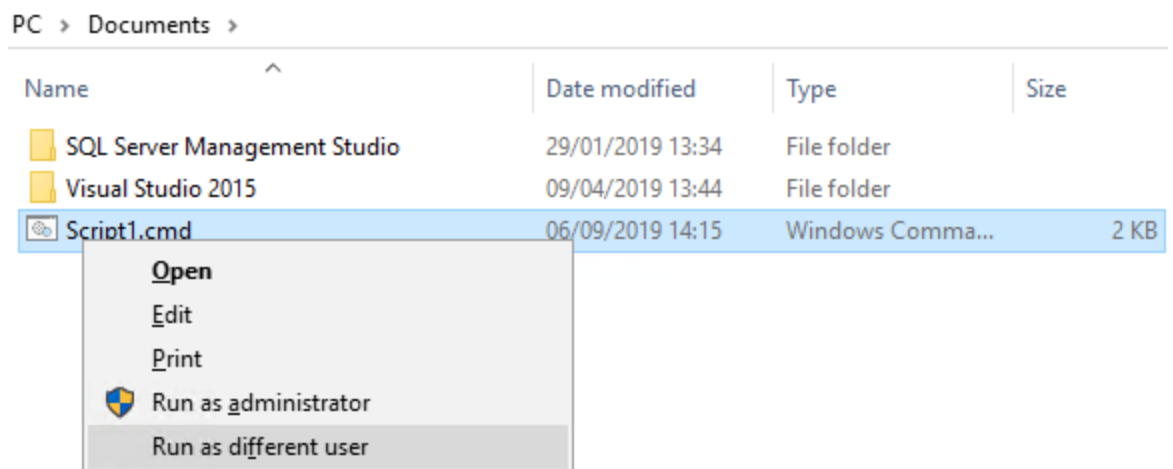 PC > Documents >
Name Date modified Type Size
SQL Server Management Studio 29/01/2019 13:34 File folder
Visual Studio 2015 09/04/2019 13:44 File folder
Script1.cmd 06/09/2019 14:15 Windows Comma... 2 KB
Open
Edit
Print
Run as administrator
Run as different user